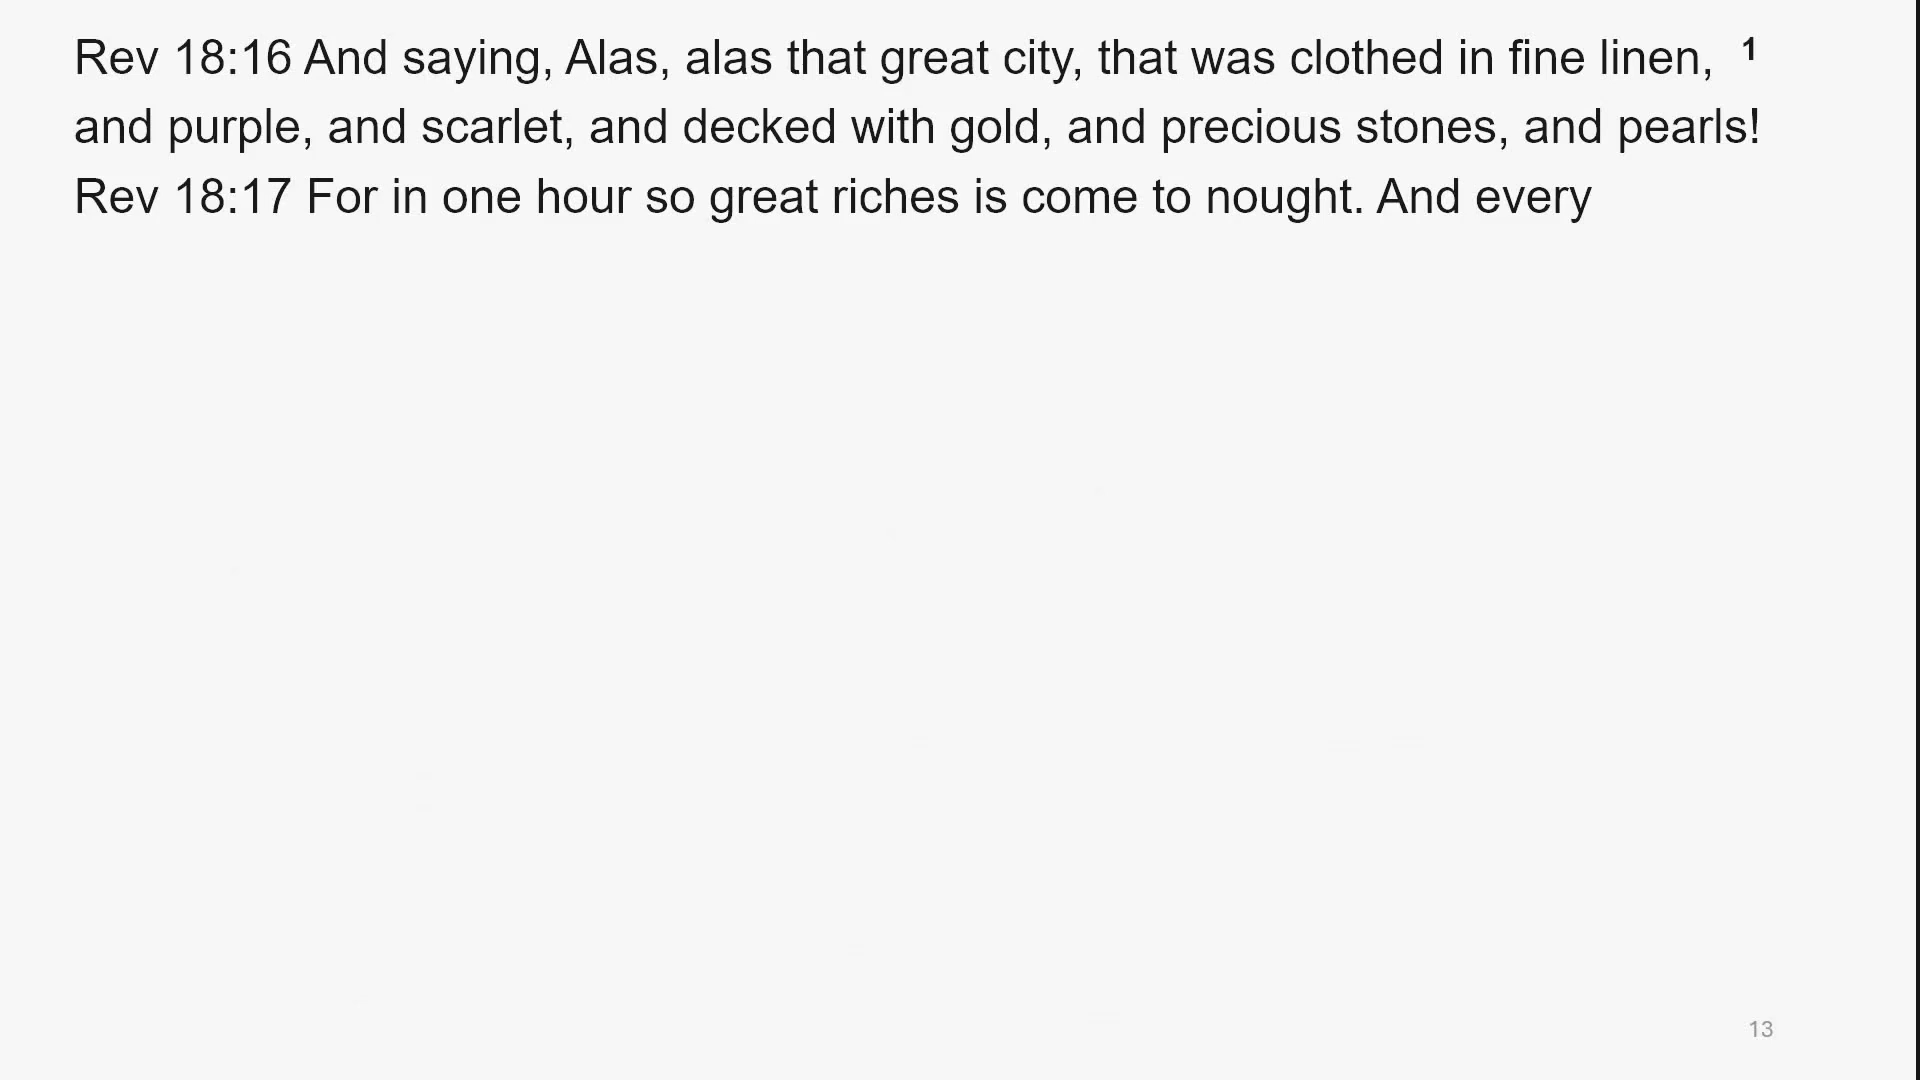 Rev 18:16 And saying, Alas, alas that great city, that was clothed in fine linen, 1
and purple, and scarlet, and decked with gold, and precious stones, and pearls!
Rev 18:17 For in one hour so great riches is come to nought. And every
13